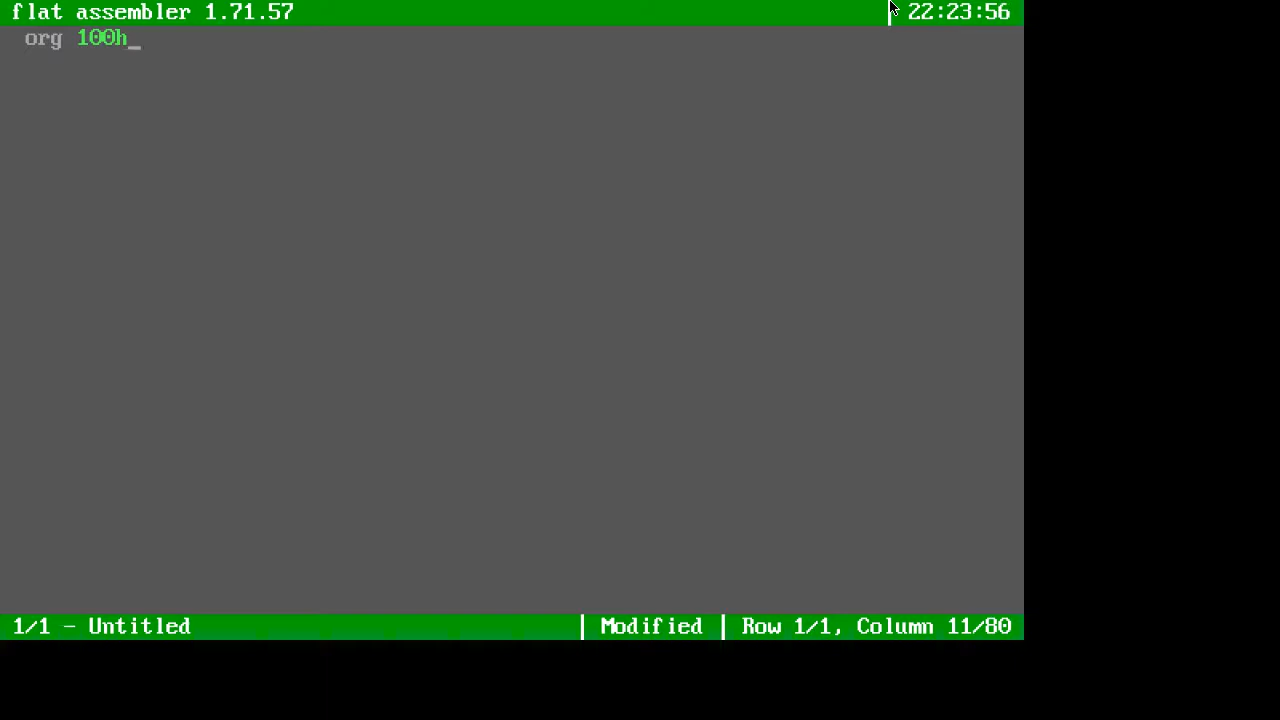 flat assembler 1.71.57 22:23:56
org 100h_
1/1 - Untitled | Modified | Row 1/1, Column 11/80